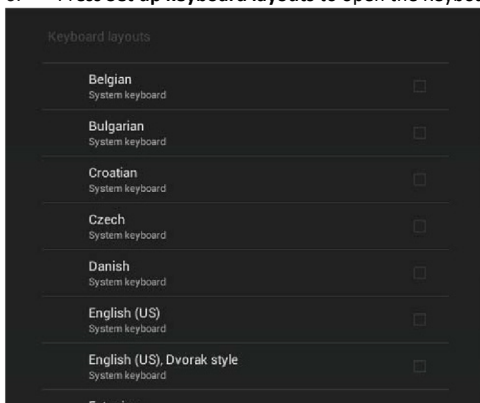 Press set up keyboard layouts to open the keybo
Keyboard layouts
Belgian
System keyboard
Bulgarian
System keyboard
Croatian
System keyboard
Czech
System keyboard
Danish
System keyboard
English (US)
System keyboard
English (US), Dvorak style
System keyboard